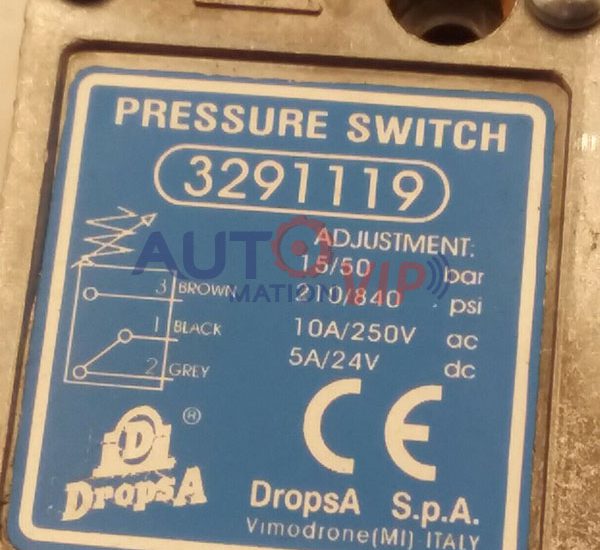 PRESSURE SWITCH
3291119
ADJUSTMENT:
15/50 bar
210/840 psi
10A/250V ac
5A/24V dc
3 BROWN
1 BLACK
2 GREY
AUTOMATION VIP
CE
D
®
DropsA
DropsA S.p.A.
Vimodrone(MI) ITALY